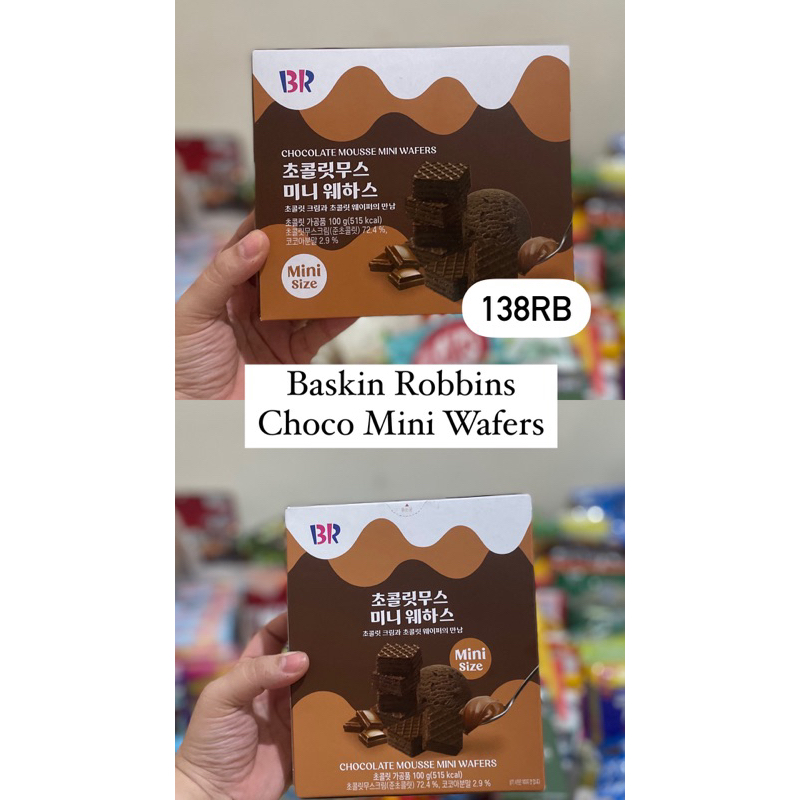 BR
CHOCOLATE MOUSSE MINI WAFERS
초콜릿무스
미니 웨하스
초콜릿 크림과 초콜릿 웨이퍼의 만남
초콜릿 가공품 100 g(515 kcal)
초콜릿무스크림(준초콜릿) 72.4 %,
코코아분말 2.9 %
Mini
Size
138RB
Baskin Robbins
Choco Mini Wafers
BR
초콜릿무스
미니 웨하스
초콜릿 크림과 초콜릿 웨이퍼의 만남
Mini
Size
CHOCOLATE MOUSSE MINI WAFERS
초콜릿 가공품 100 g(515 kcal)
초콜릿무스크림(준초콜릿) 72.4 %, 코코아분말 2.9 %